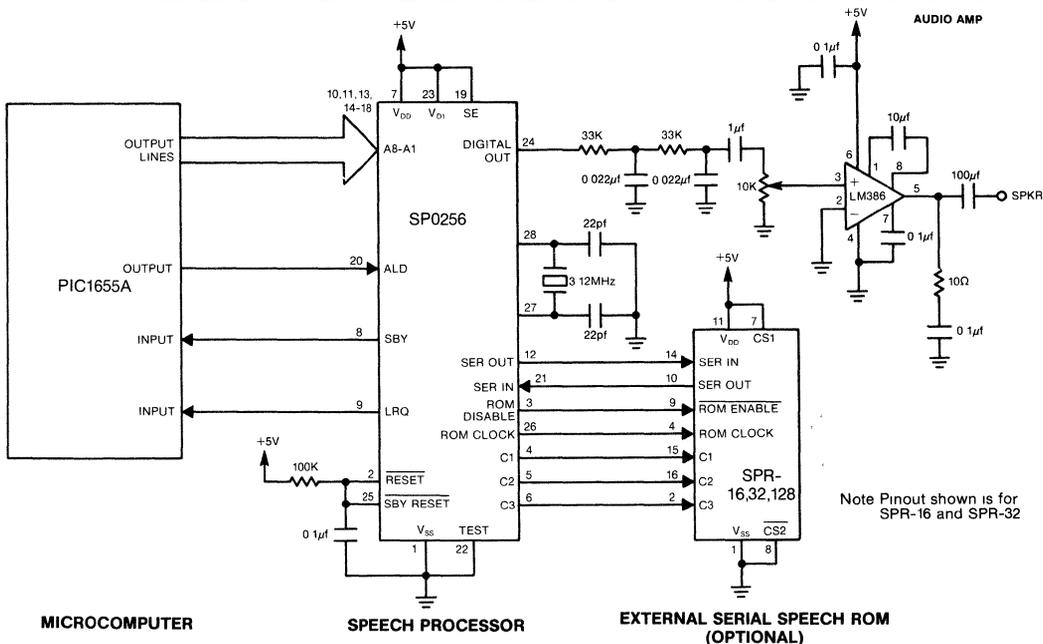 +5V
AUDIO AMP
+5V
0 1µf
10,11,13,
14-18
7 23 19
V_DD V_D1 SE
OUTPUT
LINES
A8-A1
DIGITAL
OUT
24
33K
33K
1µf
0 022µf
0 022µf
10K
10µf
6
1
8
3
+
LM386
2
–
5
100µf
SPKR
7
4
0 1µf
10Ω
0 1µf
SP0256
28
22pf
3 12MHz
27
22pf
PIC1655A
OUTPUT
20
ALD
INPUT
8
SBY
INPUT
9
LRQ
+5V
11 7
V_DD CS1
SER OUT 12 14 SER IN
SER IN 21 10 SER OUT
ROM
DISABLE 3 9 ROM ENABLE
ROM CLOCK 26 4 ROM CLOCK
C1 4 15 C1
C2 5 16 C2
C3 6 2 C3
SPR-
16,32,128
+5V
100K
2
RESET
25
SBY RESET
0 1µf
V_SS TEST
1 22
V_SS CS2
1 8
Note Pinout shown is for
SPR-16 and SPR-32
MICROCOMPUTER
SPEECH PROCESSOR
EXTERNAL SERIAL SPEECH ROM
(OPTIONAL)